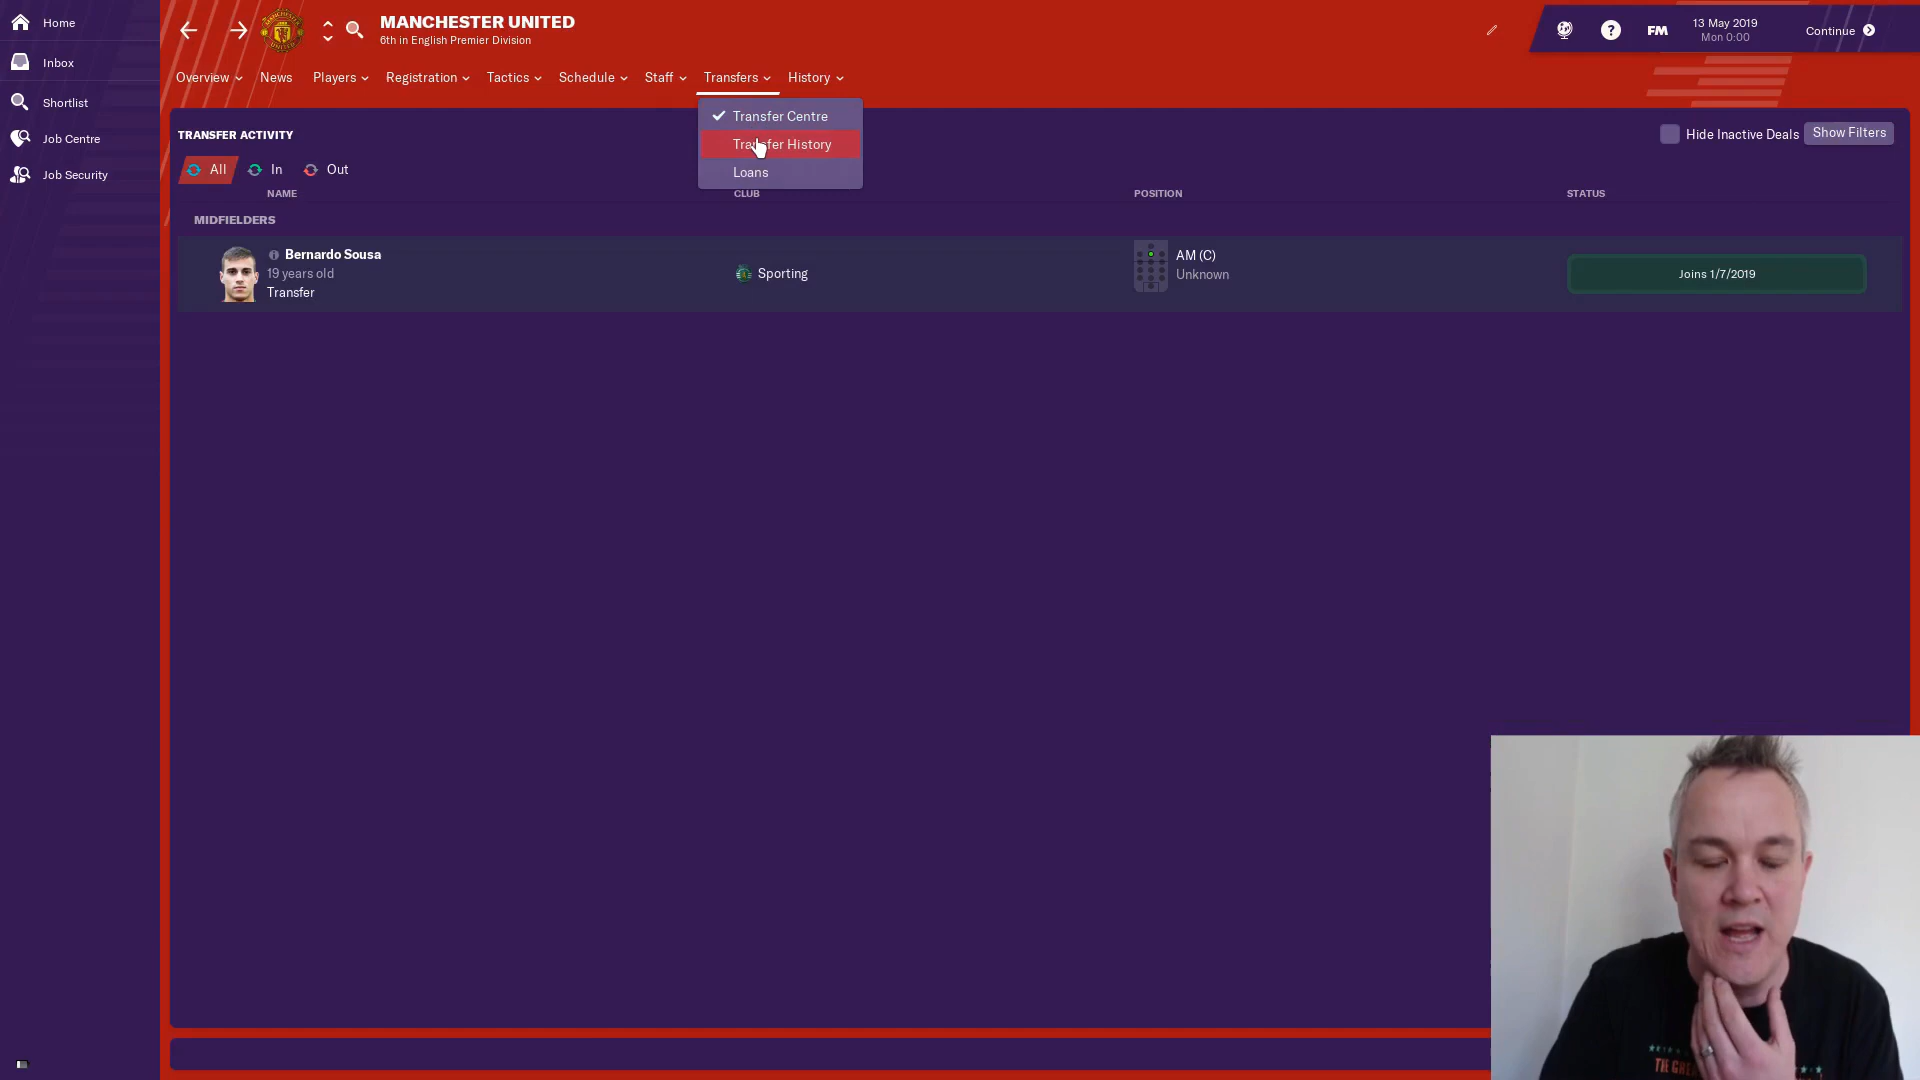 Home
Inbox
Shortlist
Job Centre
Job Security
MANCHESTER UNITED
6th in English Premier Division
FM
13 May 2019
Mon 0:00
Continue
Overview
News
Players
Registration
Tactics
Schedule
Staff
Transfers
History
Transfer Centre
Transfer History
Loans
TRANSFER ACTIVITY
Hide Inactive Deals
Show Filters
All
In
Out
NAME
CLUB
POSITION
STATUS
MIDFIELDERS
Bernardo Sousa
19 years old
Transfer
Sporting
AM (C)
Unknown
Joins 1/7/2019